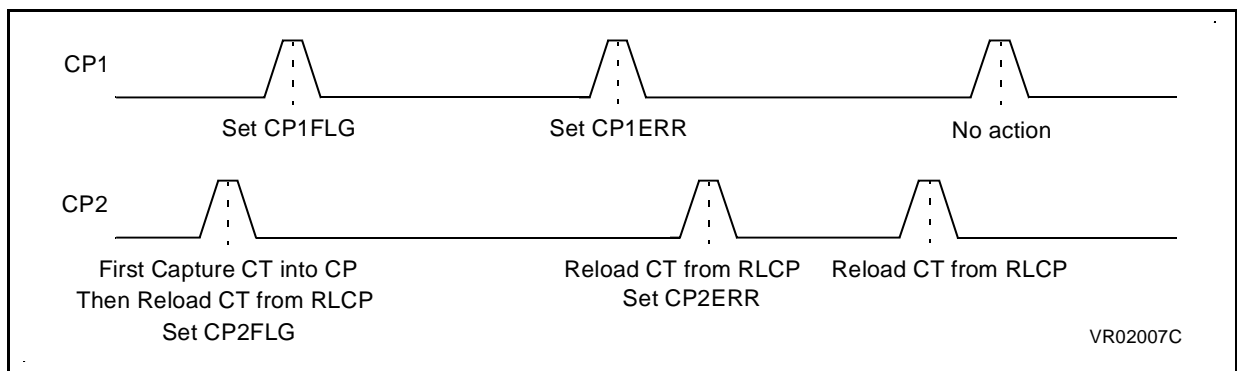 CP1
Set CP1FLG
Set CP1ERR
No action
CP2
First Capture CT into CP
Then Reload CT from RLCP
Set CP2FLG
Reload CT from RLCP
Set CP2ERR
Reload CT from RLCP
VR02007C